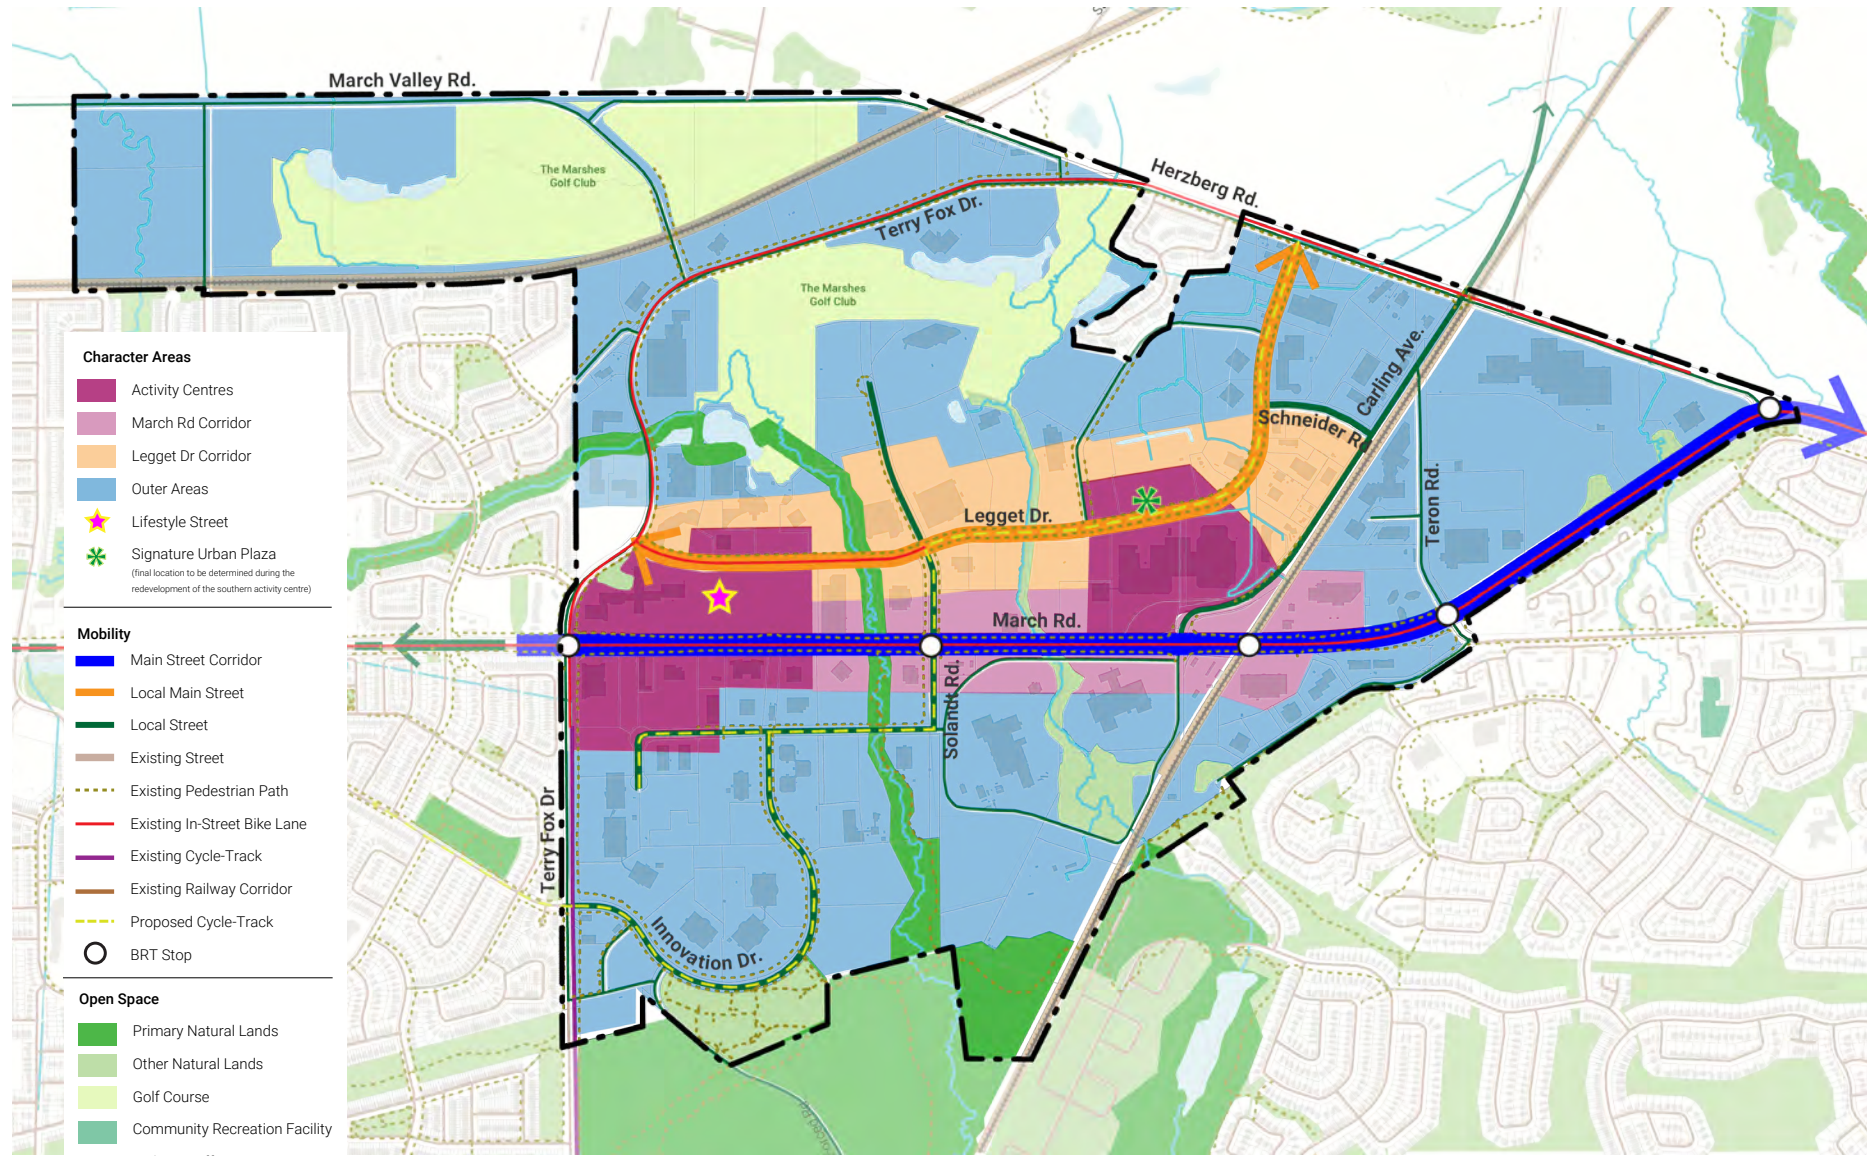 March Valley Rd.
The Marshes
Golf Club
Terry Fox Dr.
Herzberg Rd.
The Marshes
Golf Club
Carling Ave.
Schneider R
Legget Dr.
Teron Rd.
March Rd.
Solandt Rd.
Terry Fox Dr
Innovation Dr.
Character Areas
Activity Centres
March Rd Corridor
Legget Dr Corridor
Outer Areas
Lifestyle Street
Signature Urban Plaza
(final location to be determined during the
redevelopment of the southern activity centre)
Mobility
Main Street Corridor
Local Main Street
Local Street
Existing Street
Existing Pedestrian Path
Existing In-Street Bike Lane
Existing Cycle-Track
Existing Railway Corridor
Proposed Cycle-Track
BRT Stop
Open Space
Primary Natural Lands
Other Natural Lands
Golf Course
Community Recreation Facility